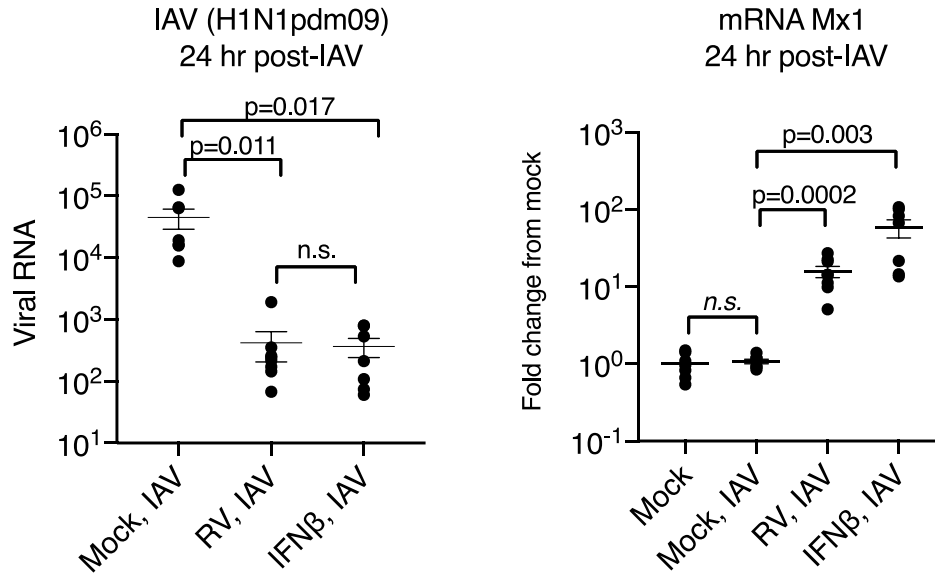 IAV (H1N1pdm09)
24 hr post-IAV
p=0.017
p=0.011
n.s.
Viral RNA
10^6
10^5
10^4
10^3
10^2
10^1
Mock, IAV
RV, IAV
IFNβ, IAV
mRNA Mx1
24 hr post-IAV
p=0.003
p=0.0002
n.s.
Fold change from mock
10^3
10^2
10^1
10^0
10^-1
Mock
Mock, IAV
RV, IAV
IFNβ, IAV